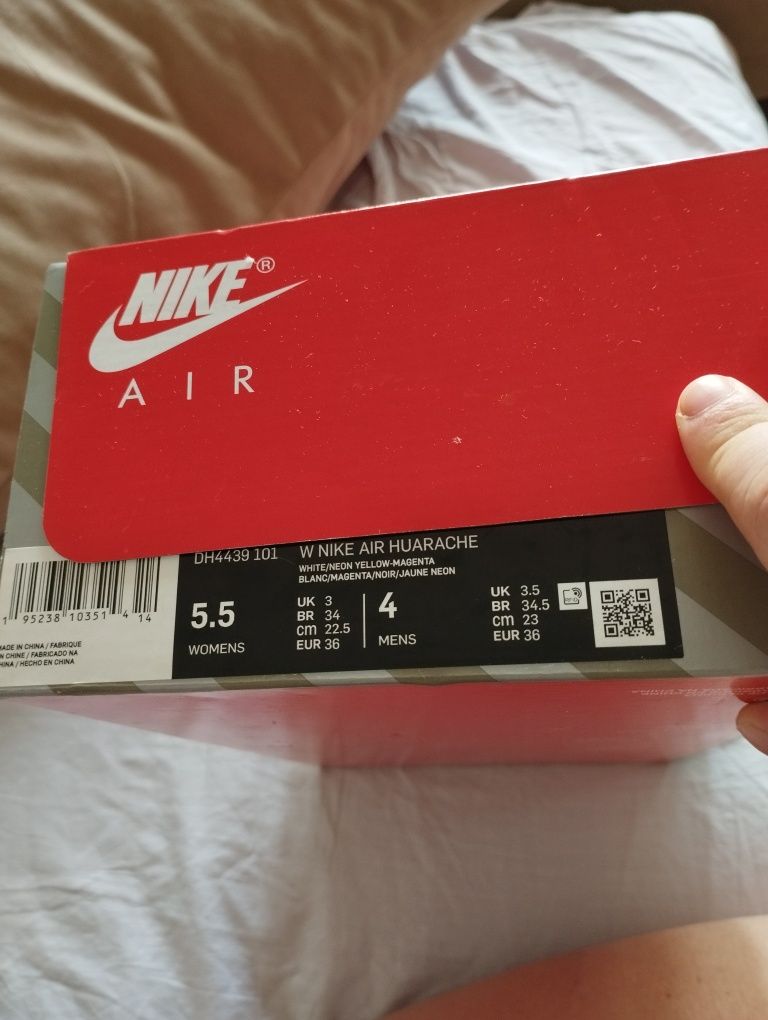 NIKE®
AIR
DH4439 101 W NIKE AIR HUARACHE
WHITE/NEON YELLOW-MAGENTA
BLANC/MAGENTA/NOIR/JAUNE NEON
5.5
WOMENS
UK 3
BR 34
cm 22.5
EUR 36
4
MENS
UK 3.5
BR 34.5
cm 23
EUR 36
1 95238 10351 4 14
MADE IN CHINA / FABRIQUE
EN CHINE / FABRICADO NA
CHINA / HECHO EN CHINA